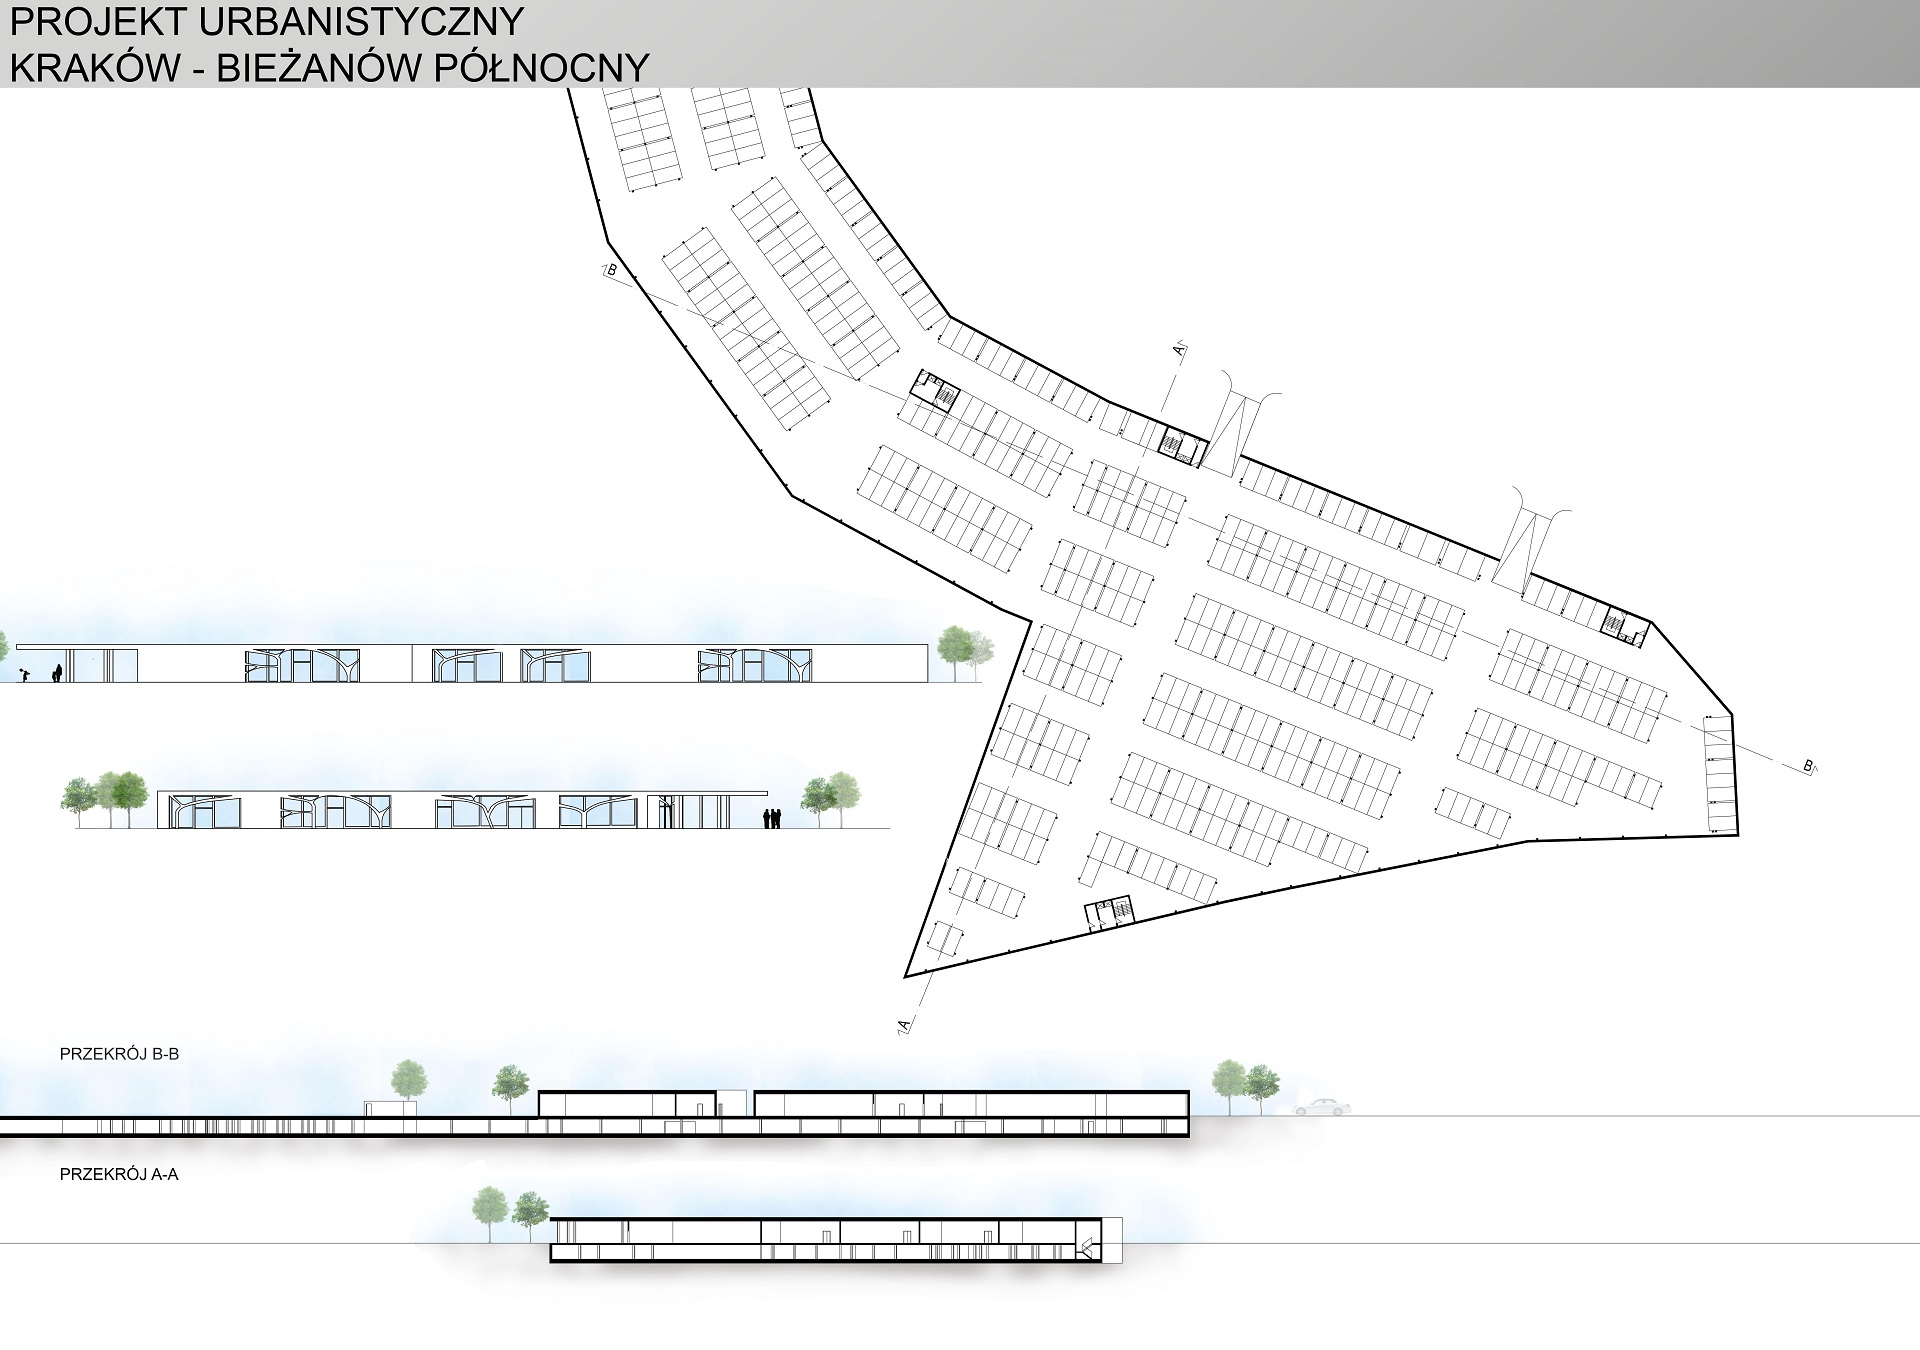 PROJEKT URBANISTYCZNY
KRAKÓW - BIEŻANÓW PÓŁNOCNY
B
A
B
A
PRZEKRÓJ B-B
PRZEKRÓJ A-A